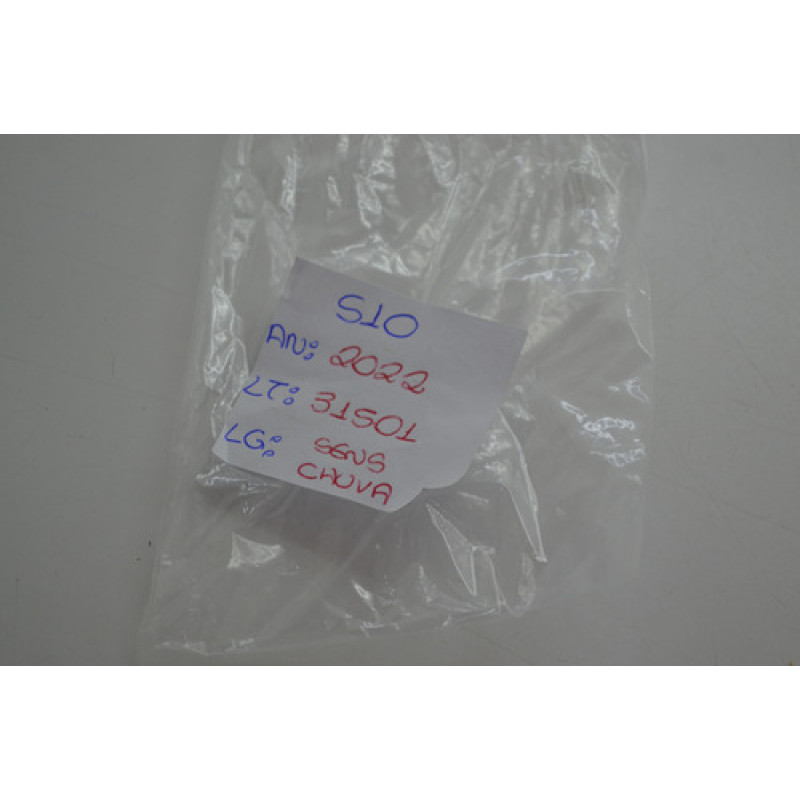 S10
AN: 2022
LT: 31501
LG: SENS
CHUVA